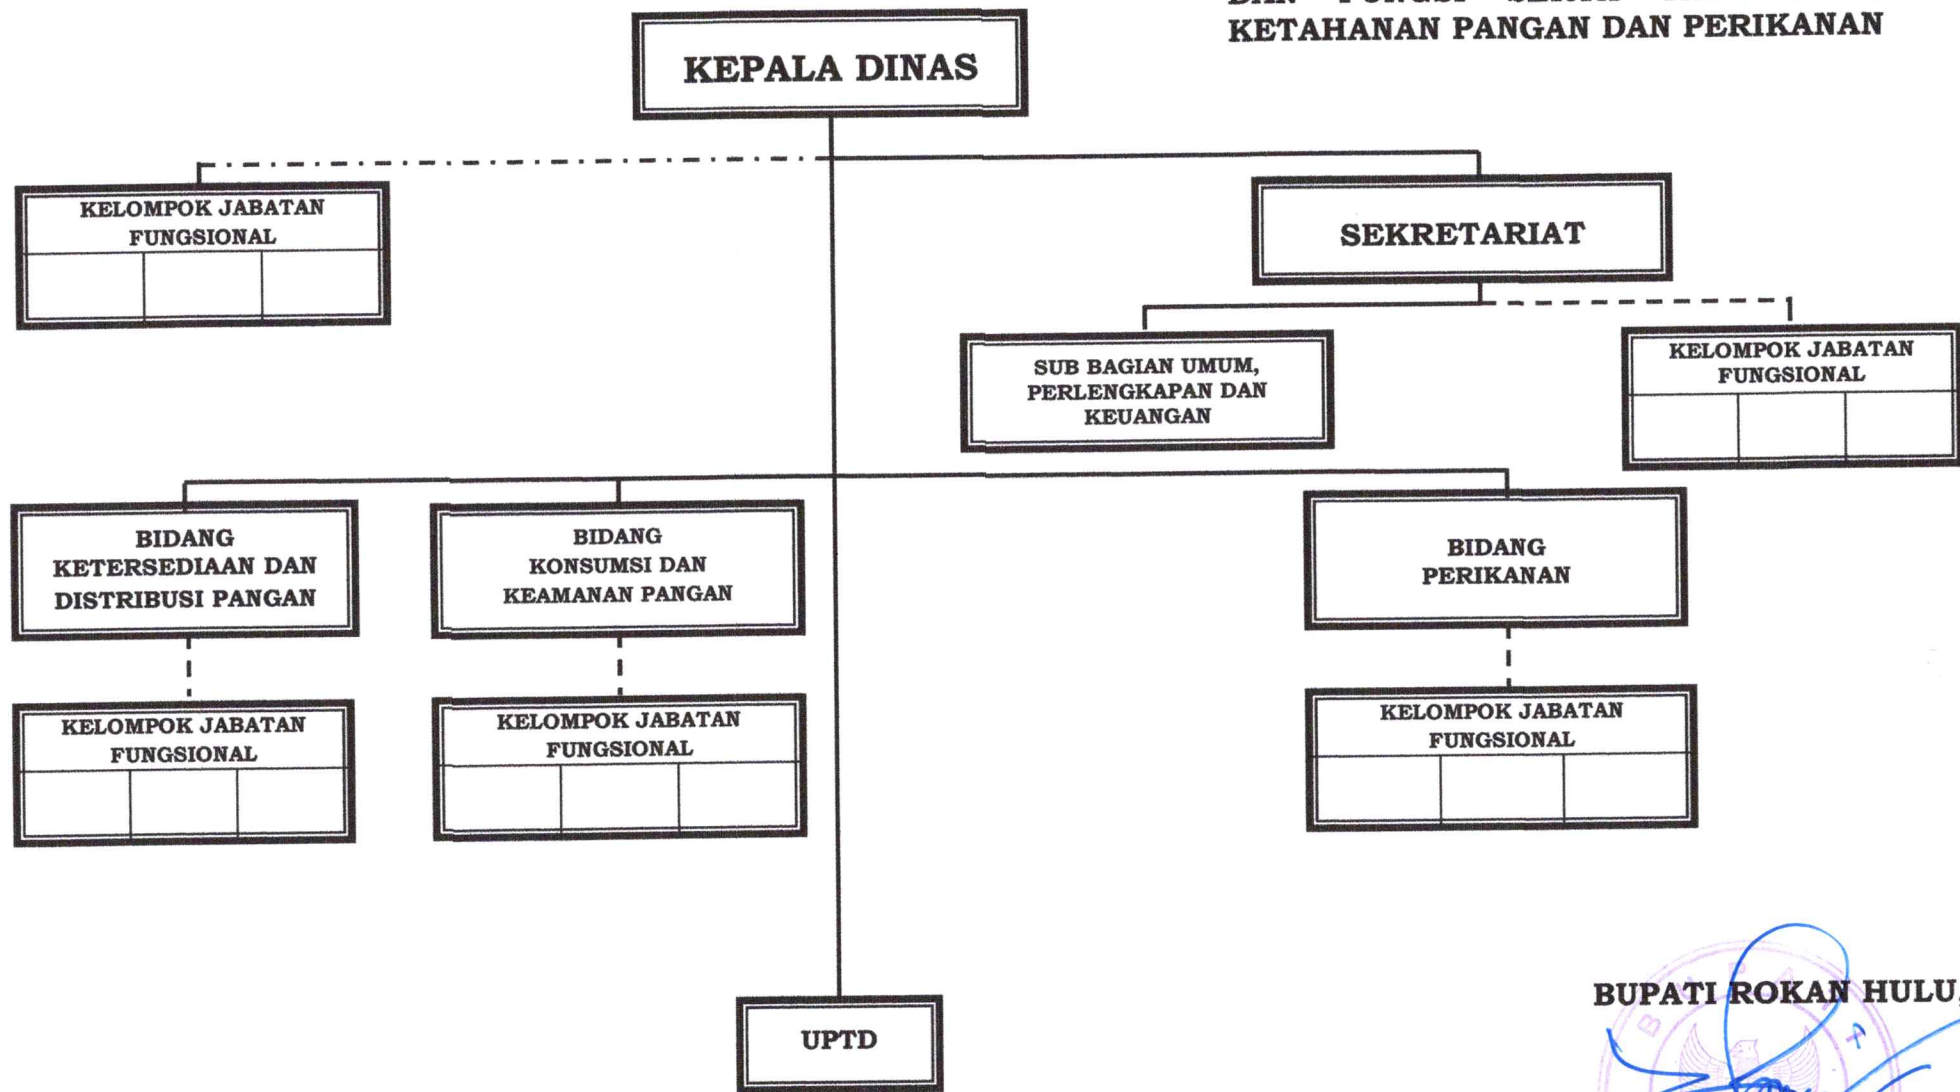 KETAHANAN PANGAN DAN PERIKANAN
KEPALA DINAS
KELOMPOK JABATAN
FUNGSIONAL
SEKRETARIAT
SUB BAGIAN UMUM,
PERLENGKAPAN DAN
KEUANGAN
KELOMPOK JABATAN
FUNGSIONAL
BIDANG
KETERSEDIAAN DAN
DISTRIBUSI PANGAN
BIDANG
KONSUMSI DAN
KEAMANAN PANGAN
BIDANG
PERIKANAN
KELOMPOK JABATAN
FUNGSIONAL
KELOMPOK JABATAN
FUNGSIONAL
KELOMPOK JABATAN
FUNGSIONAL
UPTD
BUPATI ROKAN HULU,